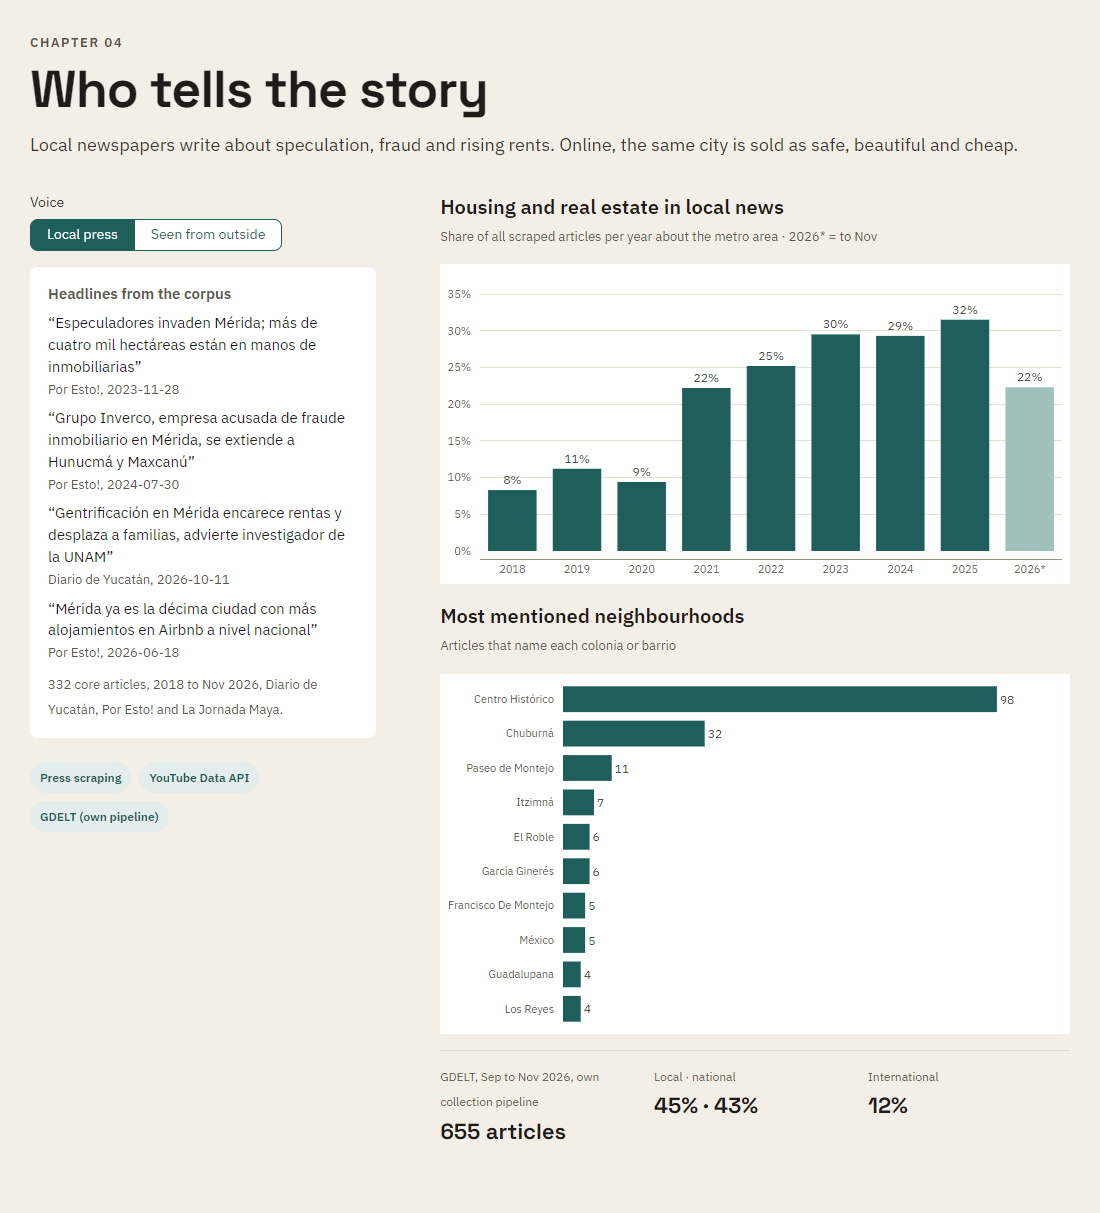 CHAPTER 04
Who tells the story
Local newspapers write about speculation, fraud and rising rents. Online, the same city is sold as safe, beautiful and cheap.
Voice
Local press
Seen from outside
Headlines from the corpus
“Especuladores invaden Mérida; más de
cuatro mil hectáreas están en manos de
inmobiliarias”
Por Esto!, 2023-11-28
“Grupo Inverco, empresa acusada de fraude
inmobiliario en Mérida, se extiende a
Hunucmá y Maxcanú”
Por Esto!, 2024-07-30
“Gentrificación en Mérida encarece rentas y
desplaza a familias, advierte investigador de
la UNAM”
Diario de Yucatán, 2026-10-11
“Mérida ya es la décima ciudad con más
alojamientos en Airbnb a nivel nacional”
Por Esto!, 2026-06-18
332 core articles, 2018 to Nov 2026, Diario de
Yucatán, Por Esto! and La Jornada Maya.
Press scraping
YouTube Data API
GDELT (own pipeline)
Housing and real estate in local news
Share of all scraped articles per year about the metro area · 2026* = to Nov
35%
30%
25%
20%
15%
10%
5%
0%
8%
11%
9%
22%
25%
30%
29%
32%
22%
2018
2019
2020
2021
2022
2023
2024
2025
2026*
Most mentioned neighbourhoods
Articles that name each colonia or barrio
Centro Histórico 98
Chuburná 32
Paseo de Montejo 11
Itzimná 7
El Roble 6
García Ginerés 6
Francisco De Montejo 5
México 5
Guadalupana 4
Los Reyes 4
GDELT, Sep to Nov 2026, own
collection pipeline
655 articles
Local · national
45% · 43%
International
12%